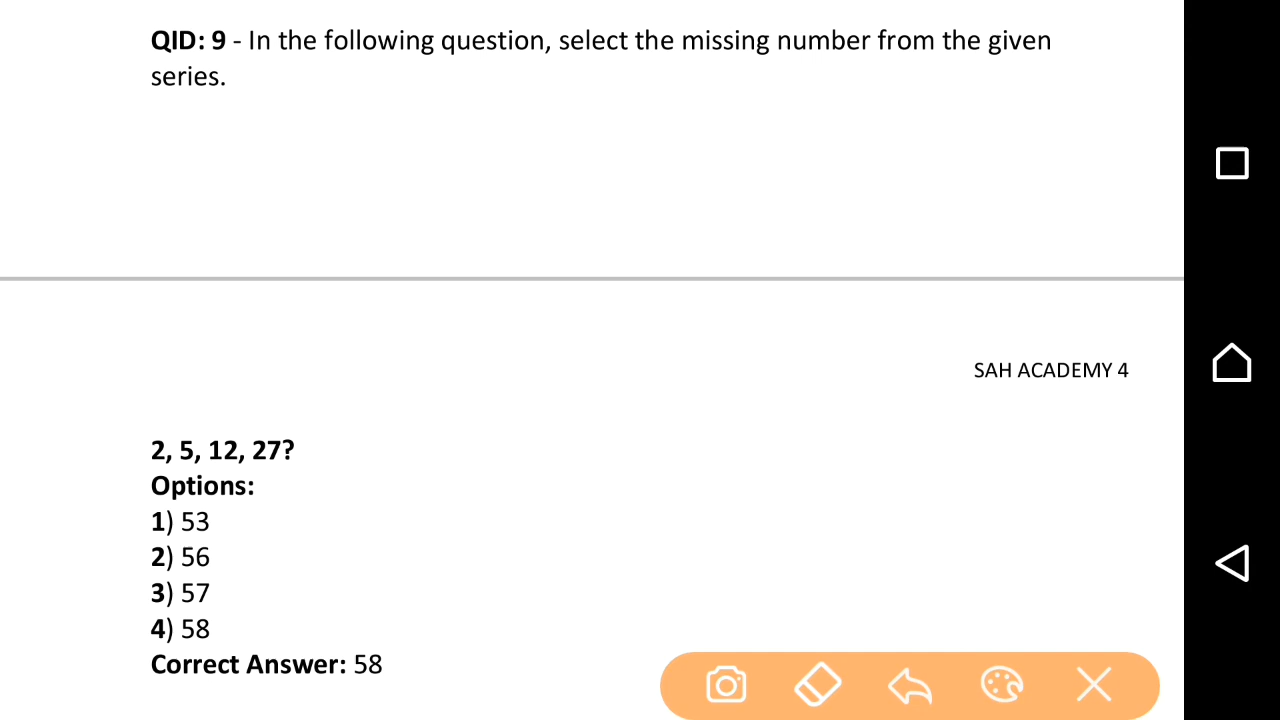 QID: 9 - In the following question, select the missing number from the given
series.
SAH ACADEMY 4
2, 5, 12, 27?
Options:
1) 53
2) 56
3) 57
4) 58
Correct Answer: 58